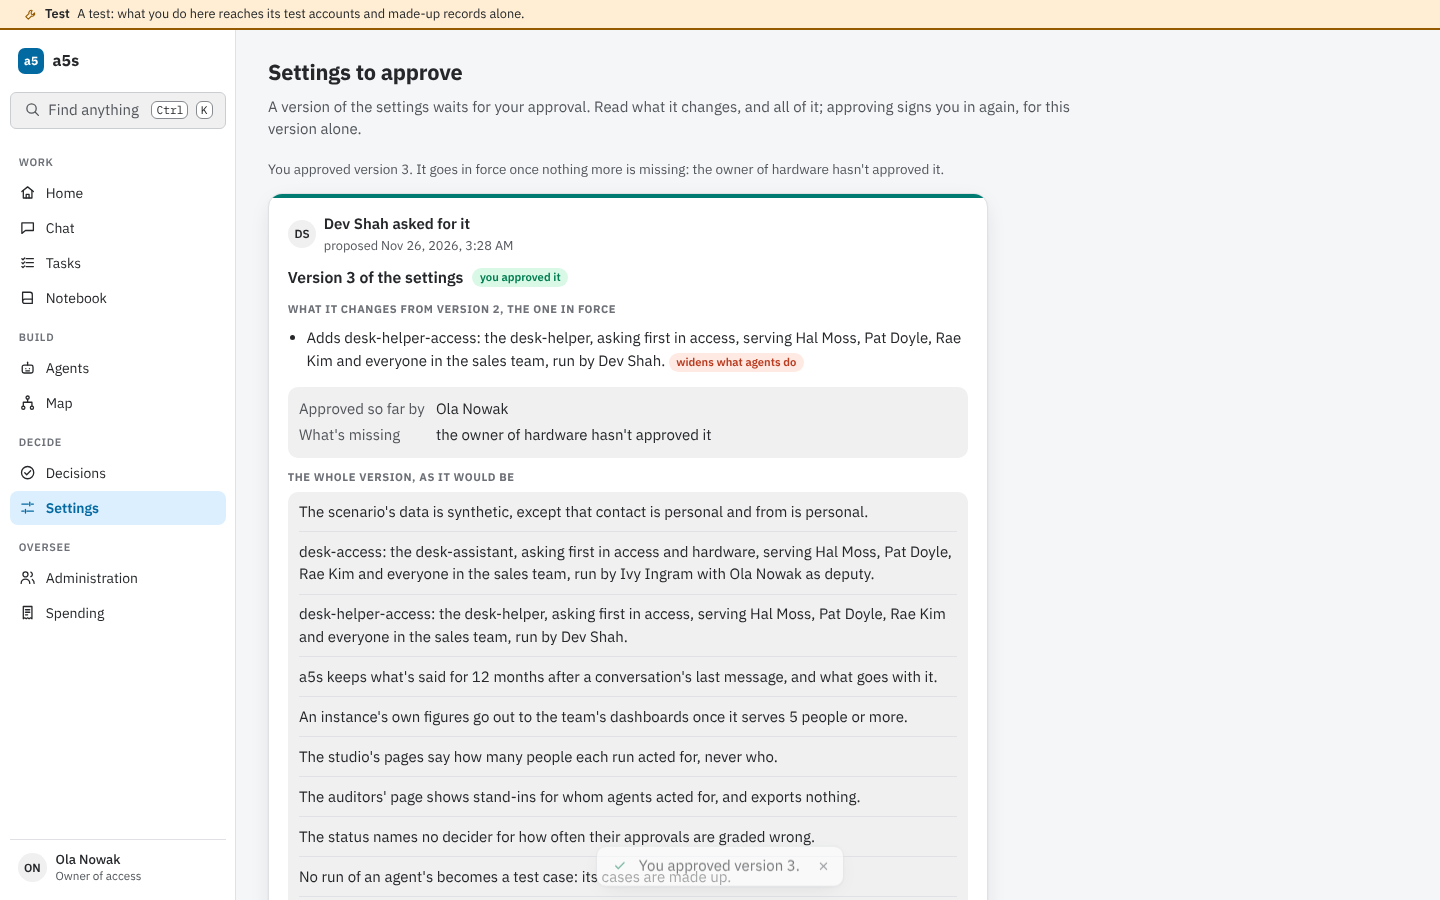 Test A test: what you do here reaches its test accounts and made-up records alone.
a5 a5s
Find anything Ctrl K
WORK
Home
Chat
Tasks
Notebook
BUILD
Agents
Map
DECIDE
Decisions
Settings
OVERSEE
Administration
Spending
ON Ola Nowak
Owner of access
Settings to approve
A version of the settings waits for your approval. Read what it changes, and all of it; approving signs you in again, for this
version alone.
You approved version 3. It goes in force once nothing more is missing: the owner of hardware hasn't approved it.
DS Dev Shah asked for it
proposed Nov 26, 2026, 3:28 AM
Version 3 of the settings you approved it
WHAT IT CHANGES FROM VERSION 2, THE ONE IN FORCE
• Adds desk-helper-access: the desk-helper, asking first in access, serving Hal Moss, Pat Doyle, Rae
Kim and everyone in the sales team, run by Dev Shah. widens what agents do
Approved so far by Ola Nowak
What's missing the owner of hardware hasn't approved it
THE WHOLE VERSION, AS IT WOULD BE
The scenario's data is synthetic, except that contact is personal and from is personal.
desk-access: the desk-assistant, asking first in access and hardware, serving Hal Moss, Pat Doyle,
Rae Kim and everyone in the sales team, run by Ivy Ingram with Ola Nowak as deputy.
desk-helper-access: the desk-helper, asking first in access, serving Hal Moss, Pat Doyle, Rae Kim
and everyone in the sales team, run by Dev Shah.
a5s keeps what's said for 12 months after a conversation's last message, and what goes with it.
An instance's own figures go out to the team's dashboards once it serves 5 people or more.
The studio's pages say how many people each run acted for, never who.
The auditors' page shows stand-ins for whom agents acted for, and exports nothing.
The status names no decider for how often their approvals are graded wrong.
No run of an agent's becomes a test case: its cases are made up.
You approved version 3.